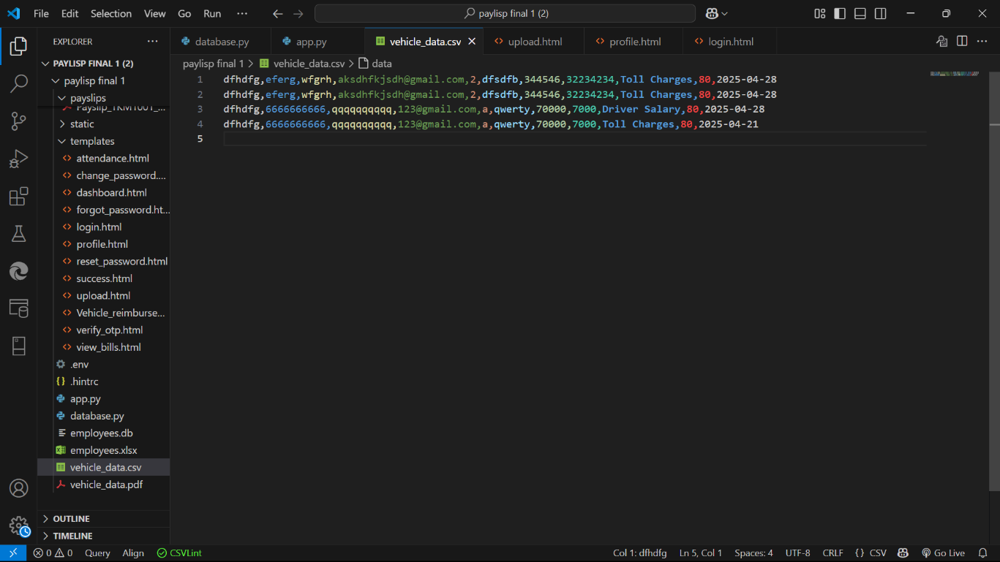 File Edit Selection View Go Run ··· paylisp final 1 (2)
EXPLORER ···
database.py app.py vehicle_data.csv upload.html profile.html login.html
PAYLISP FINAL 1 (2)
paylisp final 1
payslips
static
templates
attendance.html
change_password....
dashboard.html
forgot_password.ht...
login.html
profile.html
reset_password.html
success.html
upload.html
Vehicle_reimburse...
verify_otp.html
view_bills.html
.env
.hintrc
app.py
database.py
employees.db
employees.xlsx
vehicle_data.csv
vehicle_data.pdf
OUTLINE
TIMELINE
paylisp final 1 > vehicle_data.csv > data
1 dfhdfg,eferg,wfgrh,aksdhfkjsdh@gmail.com,2,dfsdfb,344546,32234234,Toll Charges,80,2025-04-28
2 dfhdfg,eferg,wfgrh,aksdhfkjsdh@gmail.com,2,dfsdfb,344546,32234234,Toll Charges,80,2025-04-28
3 dfhdfg,6666666666,qqqqqqqqqq,123@gmail.com,a,qwerty,70000,7000,Driver Salary,80,2025-04-28
4 dfhdfg,6666666666,qqqqqqqqqq,123@gmail.com,a,qwerty,70000,7000,Toll Charges,80,2025-04-21
5
0 0 Query Align CSVLint Col 1: dfhdfg Ln 5, Col 1 Spaces: 4 UTF-8 CRLF {} CSV Go Live